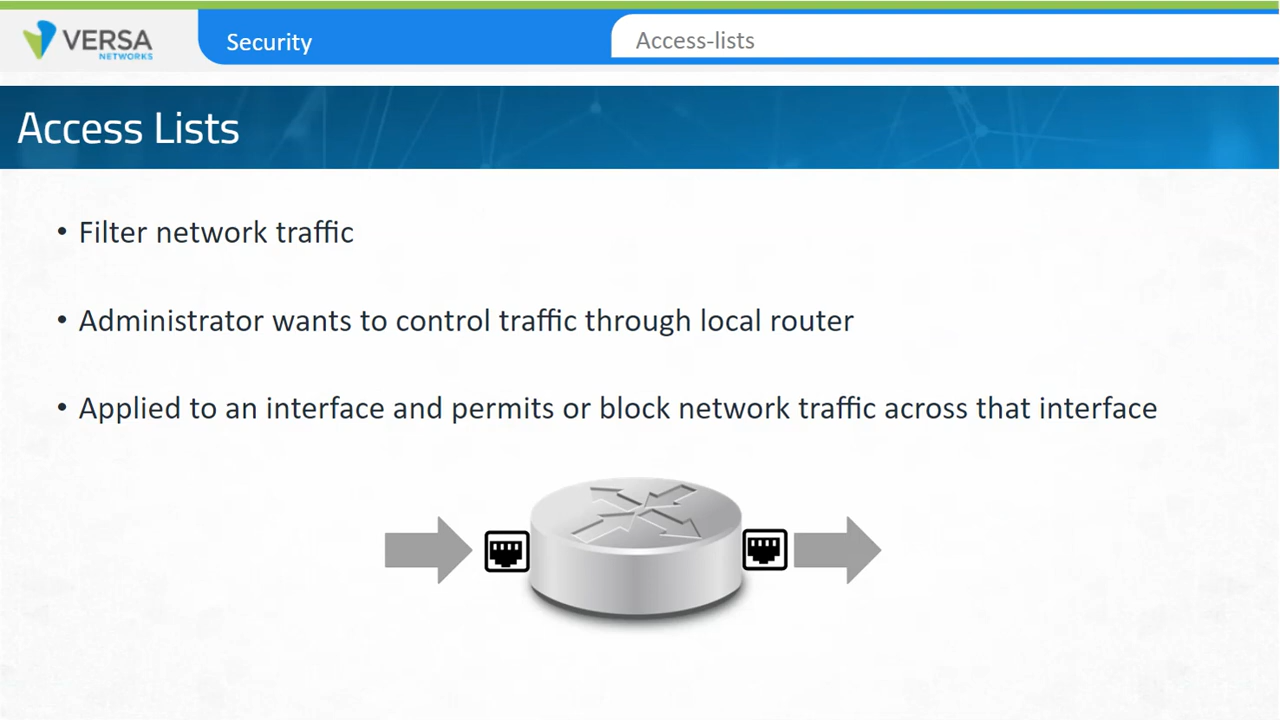 VERSA
NETWORKS
Security
Access-lists
Access Lists
• Filter network traffic
• Administrator wants to control traffic through local router
• Applied to an interface and permits or block network traffic across that interface